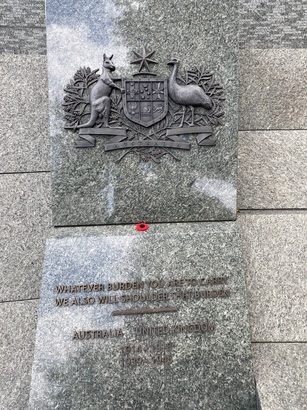 WHATEVER BURDEN YOU ARE TO CARRY
WE ALSO WILL SHOULDER THAT BURDEN
AUSTRALIA UNITED KINGDOM